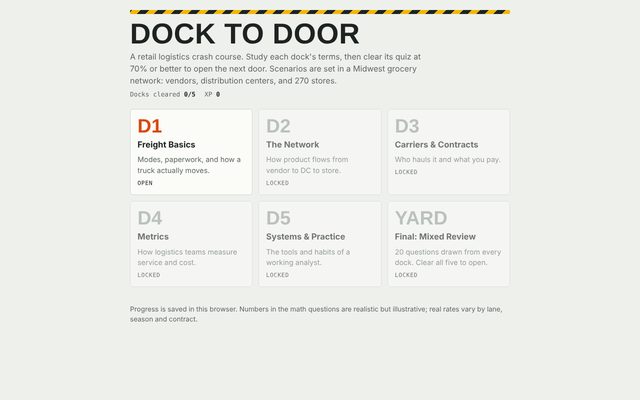 DOCK TO DOOR
A retail logistics crash course. Study each dock's terms, then clear its quiz at
70% or better to open the next door. Scenarios are set in a Midwest grocery
network: vendors, distribution centers, and 270 stores.
Docks cleared 0/5 XP 0
D1
Freight Basics
Modes, paperwork, and how a
truck actually moves.
OPEN
D2
The Network
How product flows from
vendor to DC to store.
LOCKED
D3
Carriers & Contracts
Who hauls it and what you pay.
LOCKED
D4
Metrics
How logistics teams measure
service and cost.
LOCKED
D5
Systems & Practice
The tools and habits of a
working analyst.
LOCKED
YARD
Final: Mixed Review
20 questions drawn from every
dock. Clear all five to open.
LOCKED
Progress is saved in this browser. Numbers in the math questions are realistic but illustrative; real rates vary by lane,
season and contract.